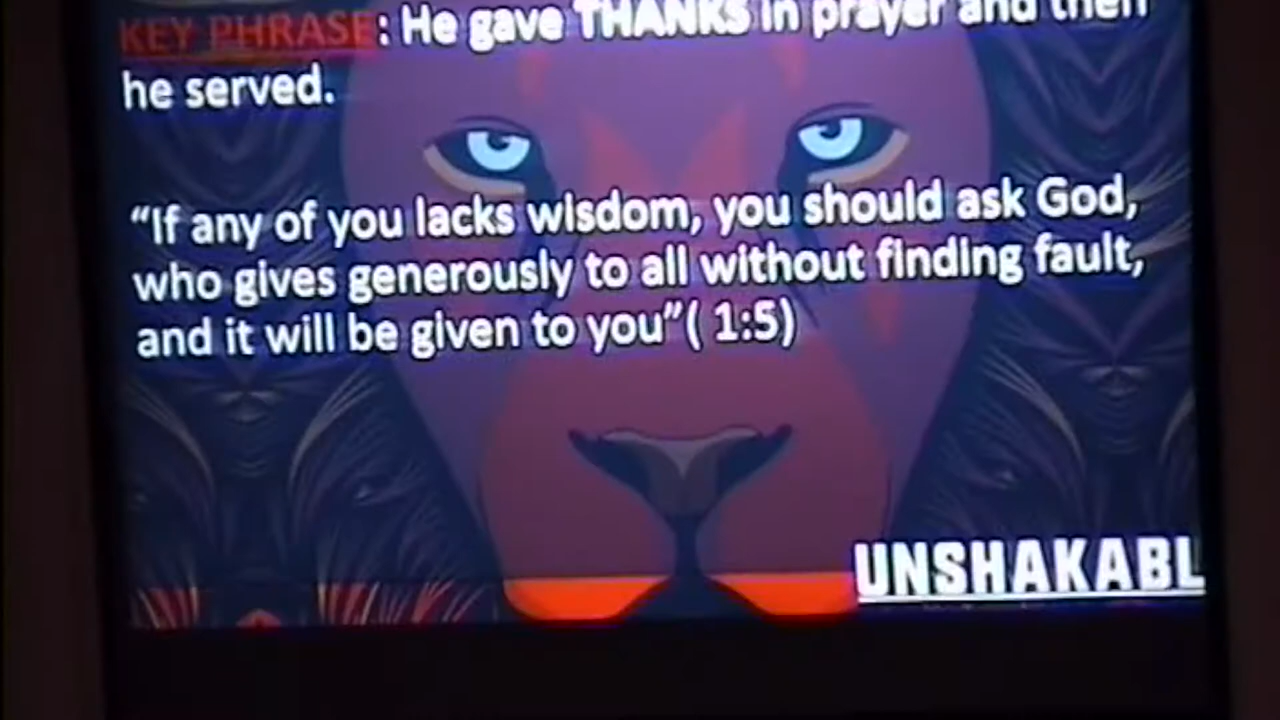 KEY PHRASE: He gave THANKS in prayer and then
he served.
“If any of you lacks wisdom, you should ask God,
who gives generously to all without finding fault,
and it will be given to you”( 1:5)
UNSHAKABL